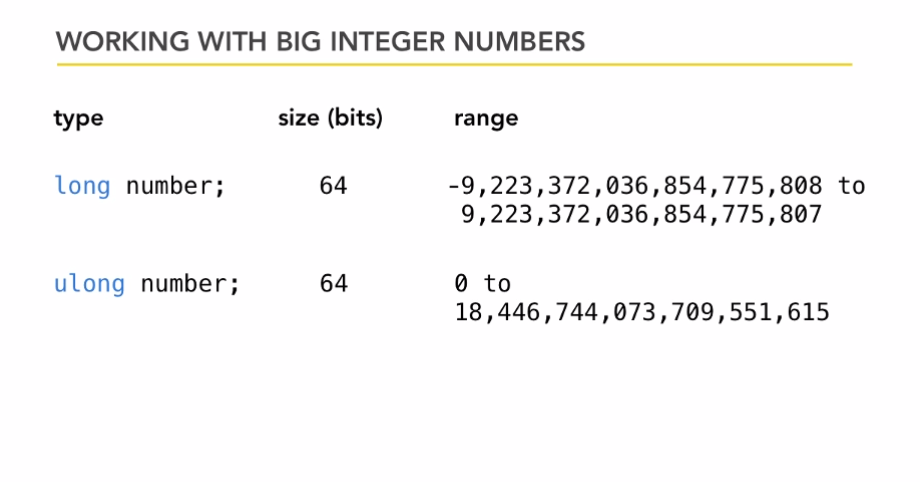 WORKING WITH BIG INTEGER NUMBERS
type size (bits) range
long number; 64 -9,223,372,036,854,775,808 to
9,223,372,036,854,775,807
ulong number; 64 0 to
18,446,744,073,709,551,615